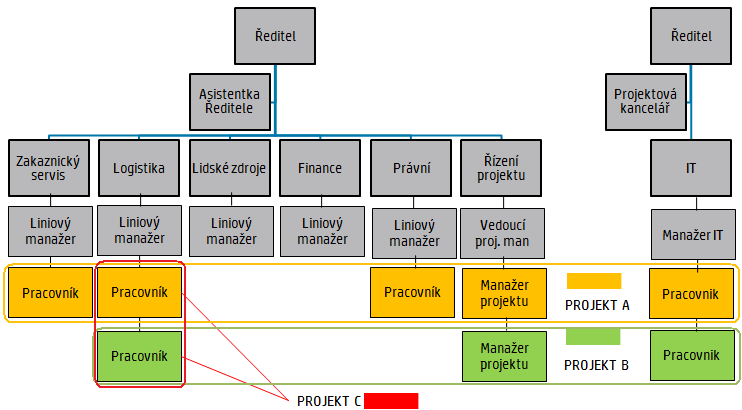 Ředitel
Ředitel
Asistentka
Ředitele
Projektová
kancelář
Zakaznický
servis
Logistika
Lidské zdroje
Finance
Právní
Řízení
projektu
IT
Liniový
manažer
Liniový
manažer
Liniový
manažer
Liniový
manažer
Liniový
manažer
Vedoucí
proj. man
Manažer IT
Pracovník
Pracovník
Pracovník
Manažer
projektu
PROJEKT A
Pracovnik
Pracovník
Manažer
projektu
PROJEKT B
Pracovnik
PROJEKT C